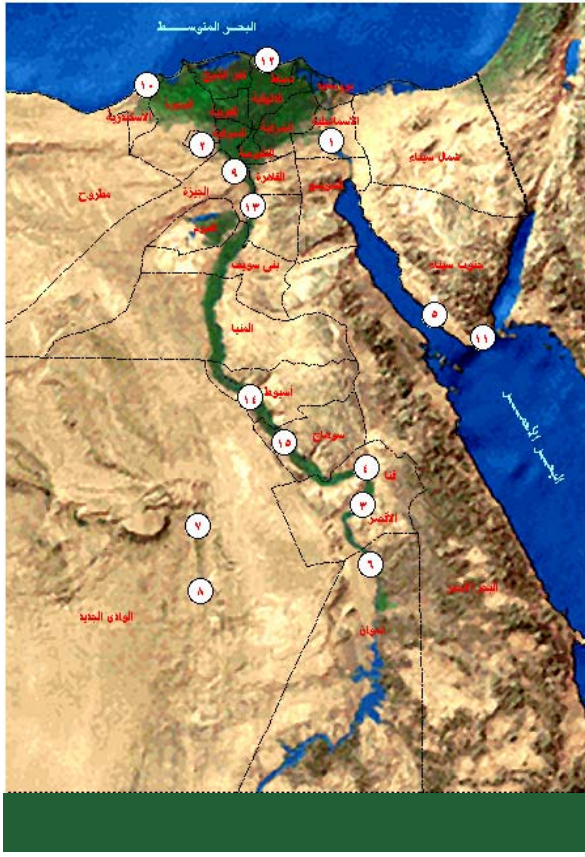 البحر المتوسط
١٢
كفر الشيخ
دمياط
بورسعيد
١٠
البحيرة
الدقهلية
الاسكندرية
الغربية
الشرقية
الاسماعيلية
المنوفية
٢
١
شمال سيناء
القليوبية
٩
القاهرة
السويس
مطروح
الجيزة
١٣
الفيوم
بنى سويف
جنوب سيناء
٥
١١
المنيا
أسيوط
١٤
البحر الأحمر
سوهاج
١٥
٤
قنا
٣
الأقصر
٧
٦
٨
البحر الأحمر
الوادى الجديد
أسوان